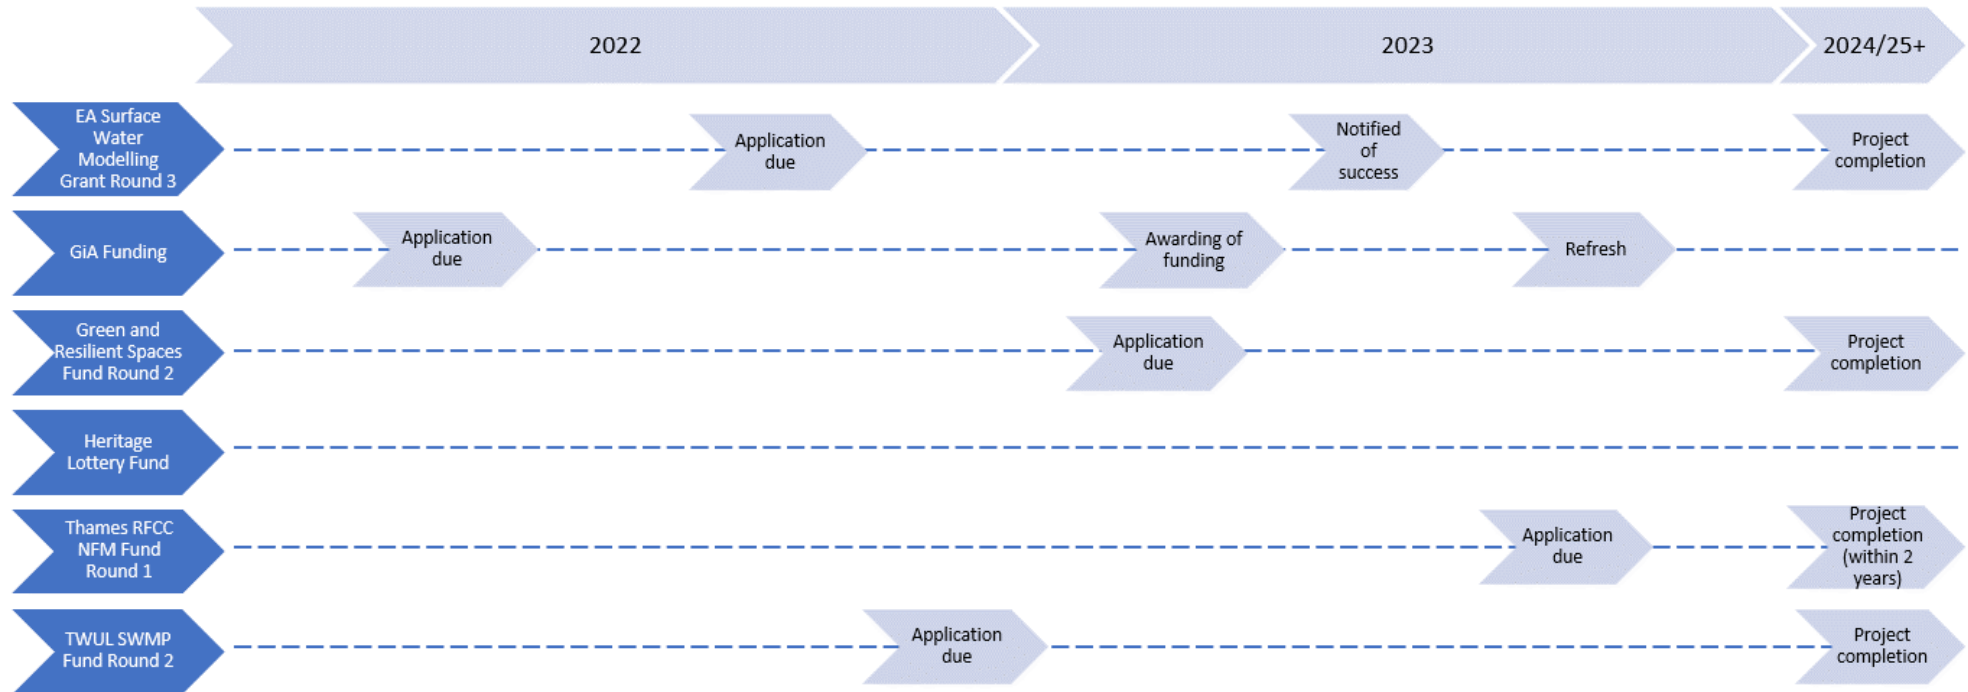 2022
2023
2024/25+
EA Surface
Water
Modelling
Grant Round 3
Application
due
Notified
of
success
Project
completion
GiA Funding
Application
due
Awarding of
funding
Refresh
Green and
Resilient Spaces
Fund Round 2
Application
due
Project
completion
Heritage
Lottery Fund
Thames RFCC
NFM Fund
Round 1
Application
due
Project
completion
(within 2
years)
TWUL SWMP
Fund Round 2
Application
due
Project
completion